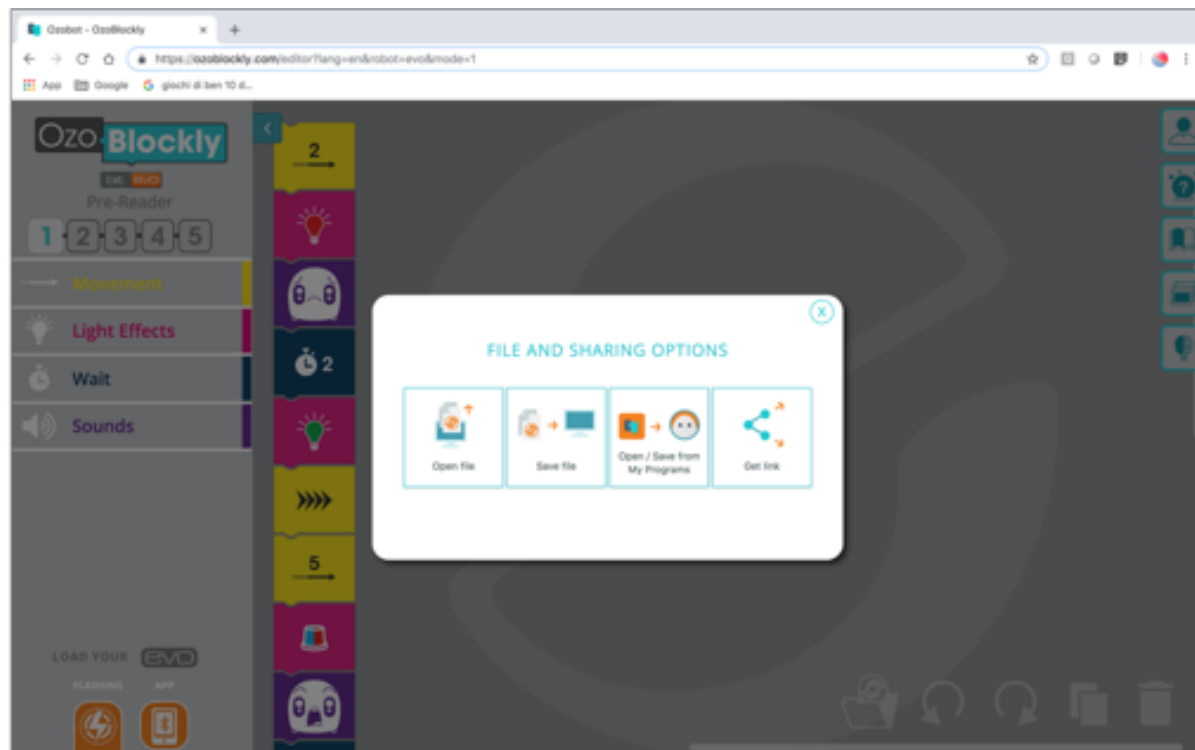 Ozobot - OzoBlockly
https://ozoblockly.com/editor?lang=en&robot=evo&mode=1
App
Google
giochi di ben 10 d...
Ozo Blockly
bit evo
Pre-Reader
1 2 3 4 5
Movement
Light Effects
Wait
Sounds
LOAD YOUR evo
FLASHING APP
2
2
5
FILE AND SHARING OPTIONS
X
Open file
Save file
Open / Save from
My Programs
Get link